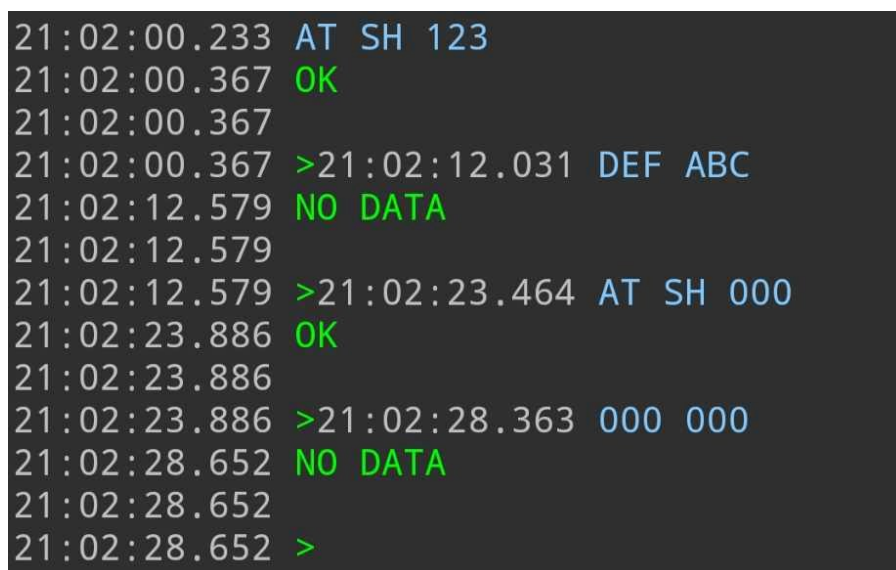 21:02:00.233 AT SH 123
21:02:00.367 OK
21:02:00.367
21:02:00.367 >21:02:12.031 DEF ABC
21:02:12.579 NO DATA
21:02:12.579
21:02:12.579 >21:02:23.464 AT SH 000
21:02:23.886 OK
21:02:23.886
21:02:23.886 >21:02:28.363 000 000
21:02:28.652 NO DATA
21:02:28.652
21:02:28.652 >